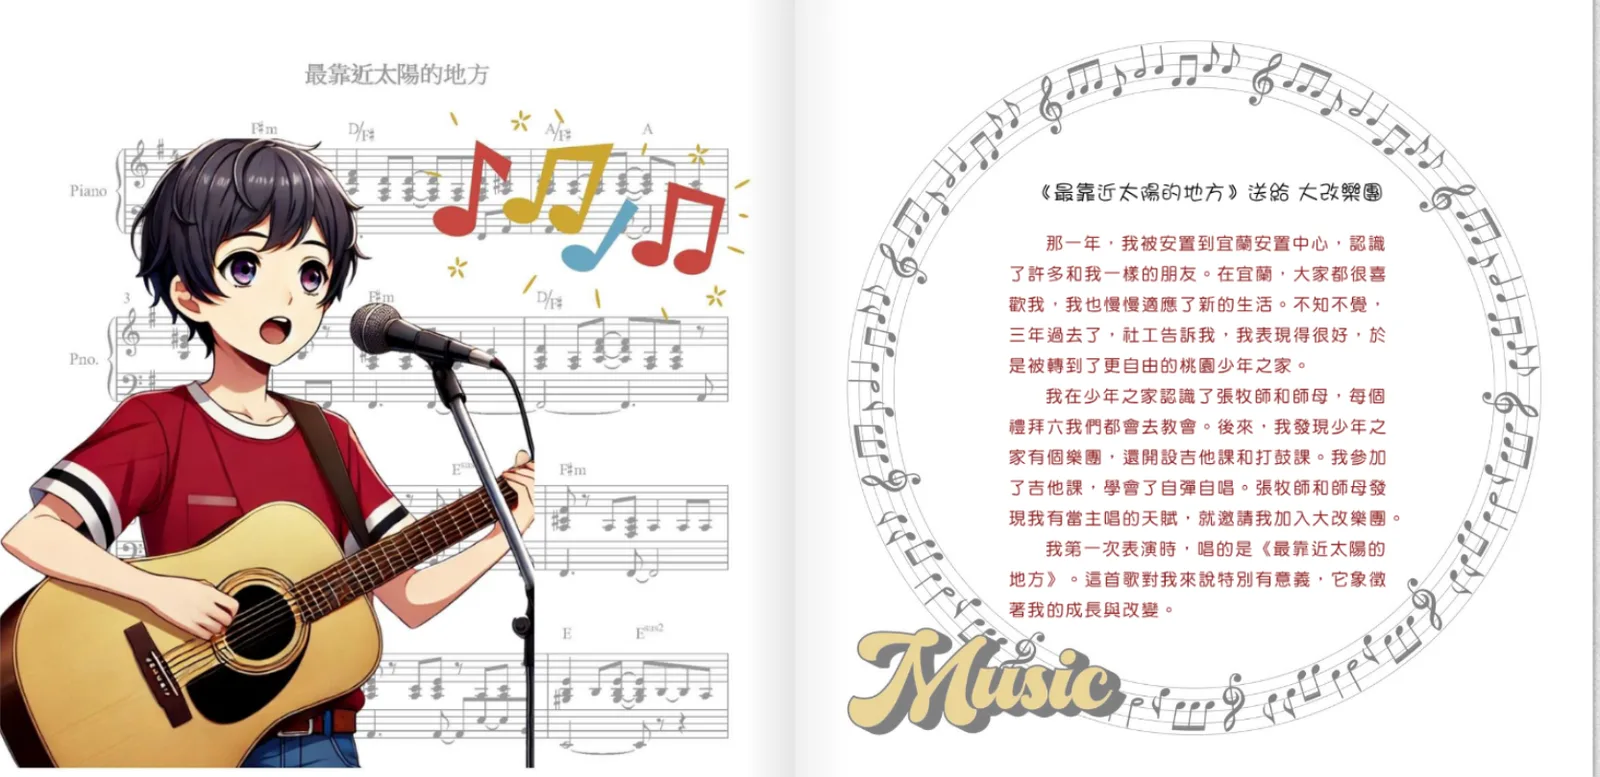 最靠近太陽的地方
F#m
D/F#
A/F#
A
Piano
3
F#m
D/F#
Pno.
Esus
F#m
E
Esus2
《最靠近太陽的地方》送給 大改樂團
那一年，我被安置到宜蘭安置中心，認識
了許多和我一樣的朋友。在宜蘭，大家都很喜
歡我，我也慢慢適應了新的生活。不知不覺，
三年過去了，社工告訴我，我表現得很好，於
是被轉到了更自由的桃園少年之家。
我在少年之家認識了張牧師和師母，每個
禮拜六我們都會去教會。後來，我發現少年之
家有個樂團，還開設吉他課和打鼓課。我參加
了吉他課，學會了自彈自唱。張牧師和師母發
現我有當主唱的天賦，就邀請我加入大改樂團。
我第一次表演時，唱的是《最靠近太陽的
地方》。這首歌對我來說特別有意義，它象徵
著我的成長與改變。
Music